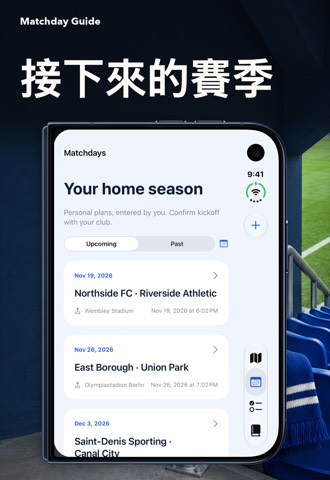 Matchday Guide
接下來的賽季
Matchdays
9:41
Your home season
Personal plans, entered by you. Confirm kickoff
with your club.
Upcoming
Past
Nov 19, 2026
Northside FC · Riverside Athletic
Wembley Stadium
Nov 19, 2026 at 6:02 PM
Nov 26, 2026
East Borough · Union Park
Olympiastadion Berlin
Nov 26, 2026 at 7:02 PM
Dec 3, 2026
Saint-Denis Sporting ·
Canal City